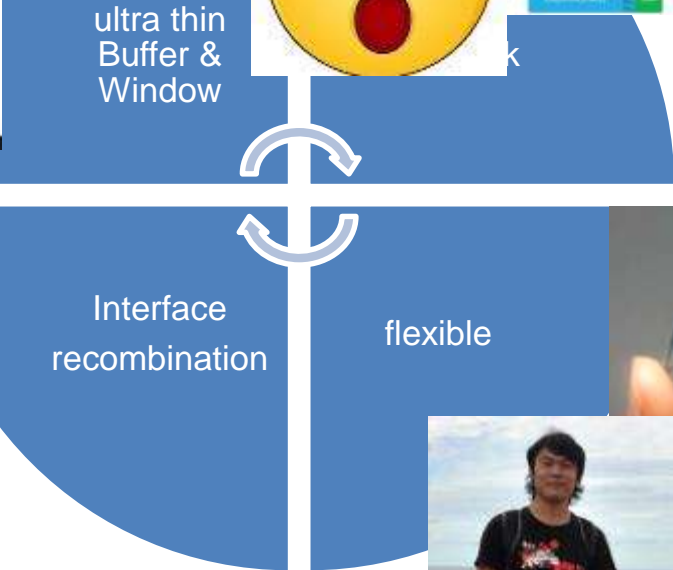 ultra thin
Buffer &
Window
k
Interface
recombination
flexible